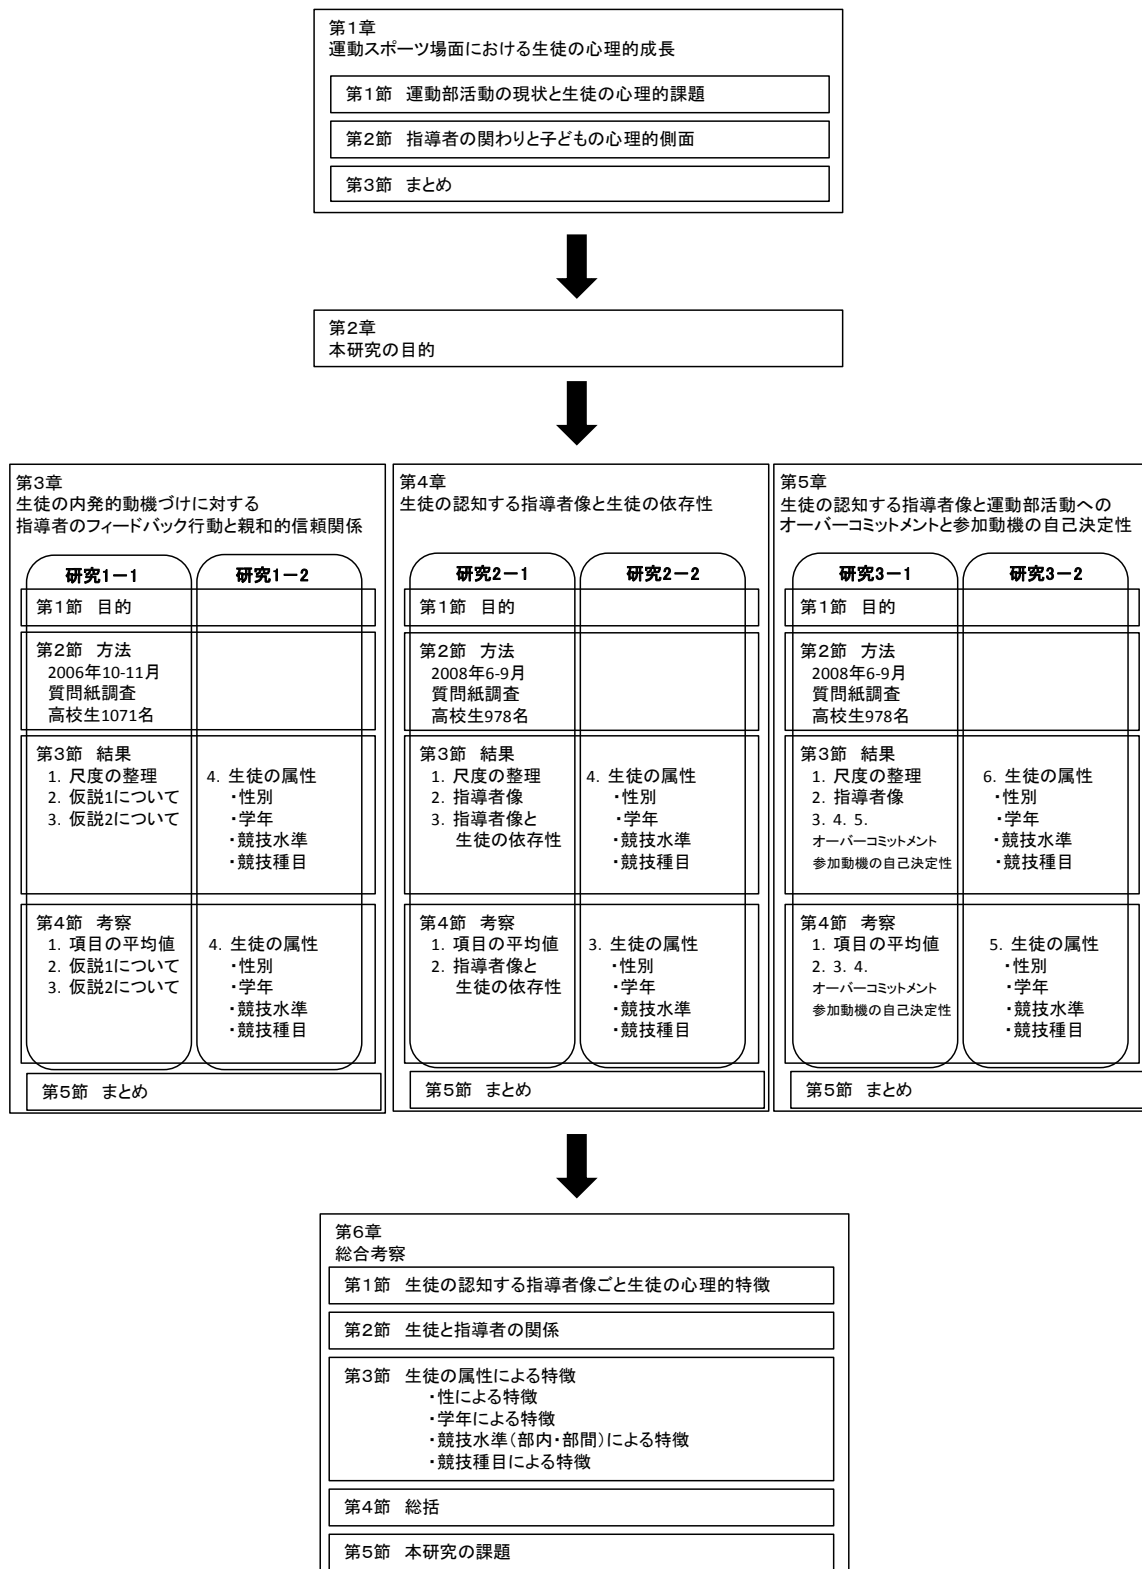 第1章
運動スポーツ場面における生徒の心理的成長
第1節　運動部活動の現状と生徒の心理的課題
第2節　指導者の関わりと子どもの心理的側面
第3節　まとめ
第2章
本研究の目的
第3章
生徒の内発的動機づけに対する
指導者のフィードバック行動と親和的信頼関係
研究1－1
研究1－2
第1節　目的
第2節　方法
2006年10-11月
質問紙調査
高校生1071名
第3節　結果
1. 尺度の整理
2. 仮説1について
3. 仮説2について
4. 生徒の属性
・性別
・学年
・競技水準
・競技種目
第4節　考察
1. 項目の平均値
2. 仮説1について
3. 仮説2について
4. 生徒の属性
・性別
・学年
・競技水準
・競技種目
第5節　まとめ
第4章
生徒の認知する指導者像と生徒の依存性
研究2－1
研究2－2
第1節　目的
第2節　方法
2008年6-9月
質問紙調査
高校生978名
第3節　結果
1. 尺度の整理
2. 指導者像
3. 指導者像と
生徒の依存性
4. 生徒の属性
・性別
・学年
・競技水準
・競技種目
第4節　考察
1. 項目の平均値
2. 指導者像と
生徒の依存性
3. 生徒の属性
・性別
・学年
・競技水準
・競技種目
第5節　まとめ
第5章
生徒の認知する指導者像と運動部活動への
オーバーコミットメントと参加動機の自己決定性
研究3－1
研究3－2
第1節　目的
第2節　方法
2008年6-9月
質問紙調査
高校生978名
第3節　結果
1. 尺度の整理
2. 指導者像
3. 4. 5.
オーバーコミットメント
参加動機の自己決定性
6. 生徒の属性
・性別
・学年
・競技水準
・競技種目
第4節　考察
1. 項目の平均値
2. 3. 4.
オーバーコミットメント
参加動機の自己決定性
5. 生徒の属性
・性別
・学年
・競技水準
・競技種目
第5節　まとめ
第6章
総合考察
第1節　生徒の認知する指導者像ごと生徒の心理的特徴
第2節　生徒と指導者の関係
第3節　生徒の属性による特徴
・性による特徴
・学年による特徴
・競技水準（部内・部間）による特徴
・競技種目による特徴
第4節　総括
第5節　本研究の課題